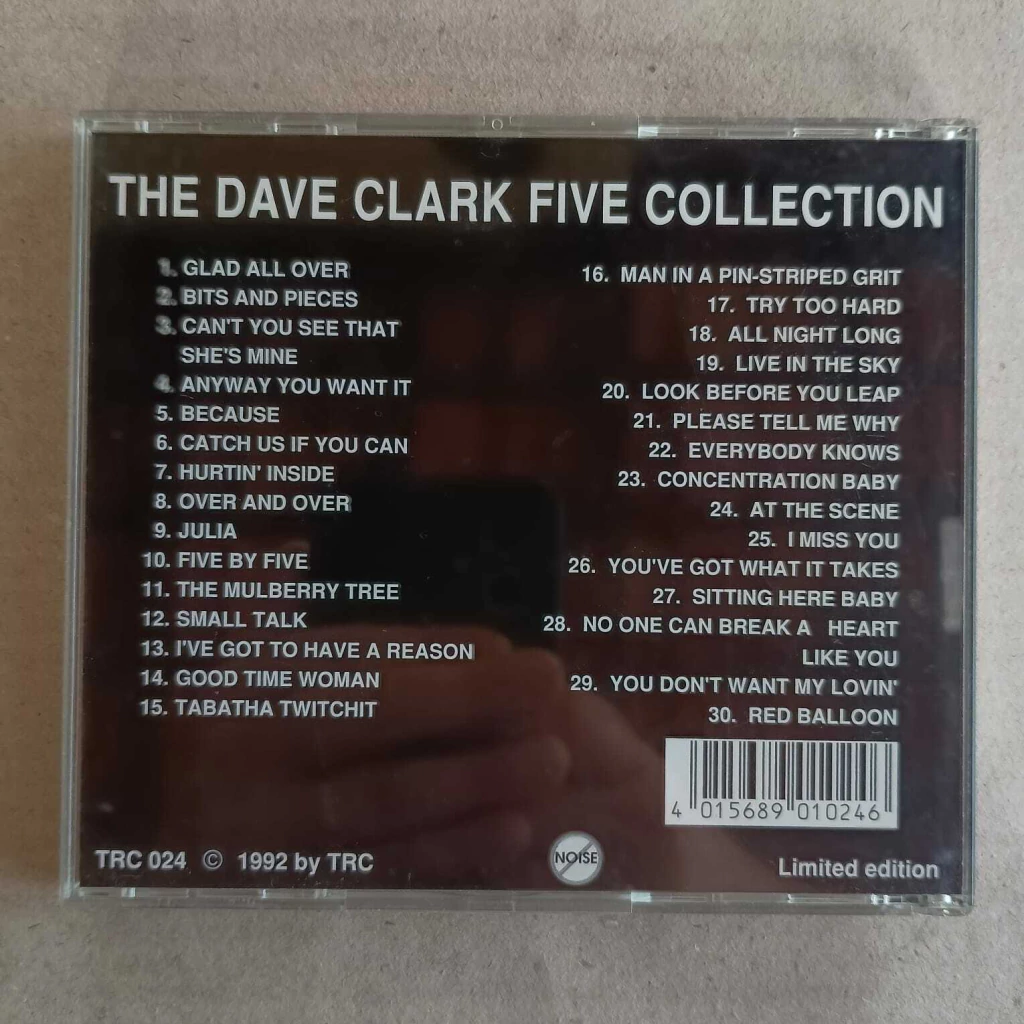 THE DAVE CLARK FIVE COLLECTION
1. GLAD ALL OVER
2. BITS AND PIECES
3. CAN'T YOU SEE THAT
SHE'S MINE
4. ANYWAY YOU WANT IT
5. BECAUSE
6. CATCH US IF YOU CAN
7. HURTIN' INSIDE
8. OVER AND OVER
9. JULIA
10. FIVE BY FIVE
11. THE MULBERRY TREE
12. SMALL TALK
13. I'VE GOT TO HAVE A REASON
14. GOOD TIME WOMAN
15. TABATHA TWITCHIT
16. MAN IN A PIN-STRIPED GRIT
17. TRY TOO HARD
18. ALL NIGHT LONG
19. LIVE IN THE SKY
20. LOOK BEFORE YOU LEAP
21. PLEASE TELL ME WHY
22. EVERYBODY KNOWS
23. CONCENTRATION BABY
24. AT THE SCENE
25. I MISS YOU
26. YOU'VE GOT WHAT IT TAKES
27. SITTING HERE BABY
28. NO ONE CAN BREAK A HEART
LIKE YOU
29. YOU DON'T WANT MY LOVIN'
30. RED BALLOON
4 015689 010246
TRC 024 © 1992 by TRC
NOISE
Limited edition